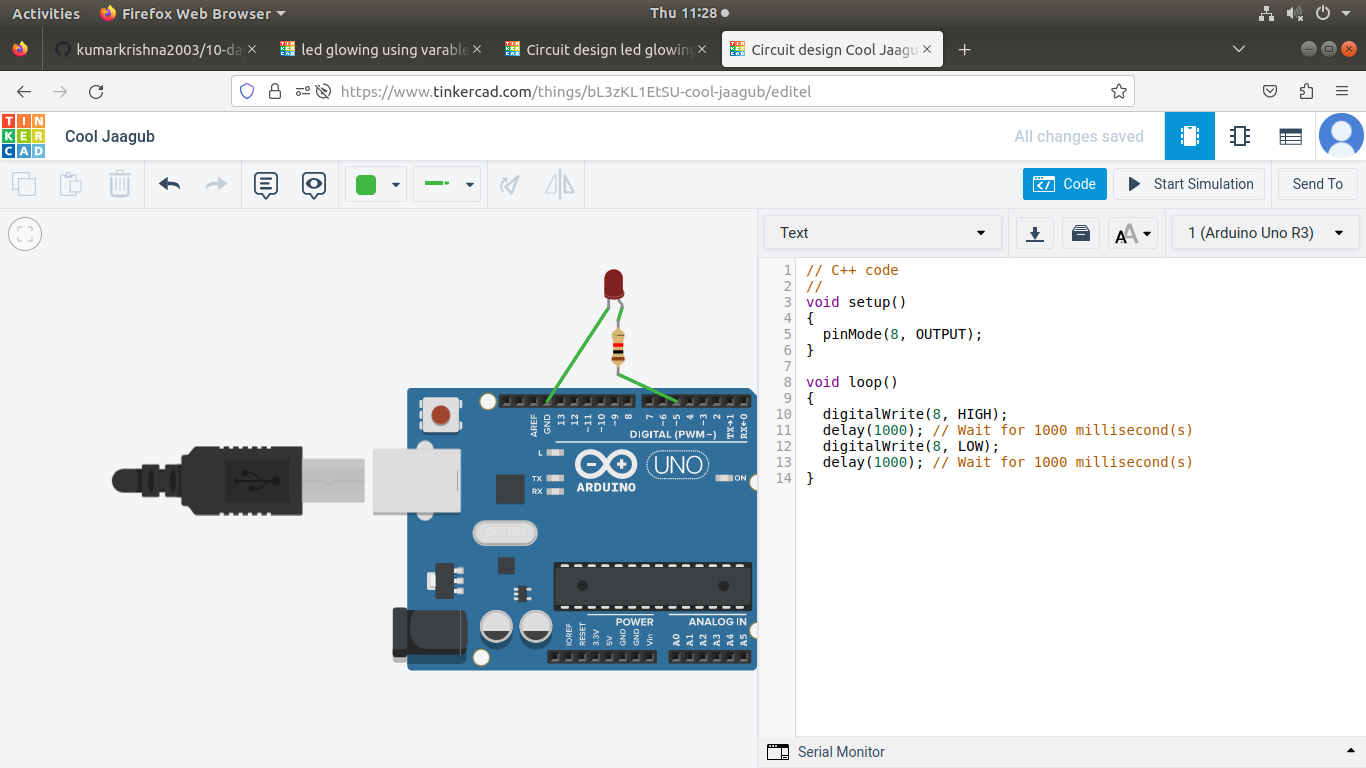 Activities Firefox Web Browser Thu 11:28
kumarkrishna2003/10-da led glowing using varable Circuit design led glowing Circuit design Cool Jaagu
https://www.tinkercad.com/things/bL3zKL1EtSU-cool-jaagub/editel
TIN
KER
CAD
Cool Jaagub All changes saved
Code Start Simulation Send To
Text AA 1 (Arduino Uno R3)
1 // C++ code
2 //
3 void setup()
4 {
5 pinMode(8, OUTPUT);
6 }
7
8 void loop()
9 {
10 digitalWrite(8, HIGH);
11 delay(1000); // Wait for 1000 millisecond(s)
12 digitalWrite(8, LOW);
13 delay(1000); // Wait for 1000 millisecond(s)
14 }
AREF GND 13 12 ~11 ~10 ~9 8 7 ~6 ~5 4 ~3 2 TX→1 RX←0
DIGITAL (PWM~)
L
UNO
TX
RX
ARDUINO
ON
POWER ANALOG IN
IOREF RESET 3.3V 5V GND GND Vin A0 A1 A2 A3 A4 A5
Serial Monitor